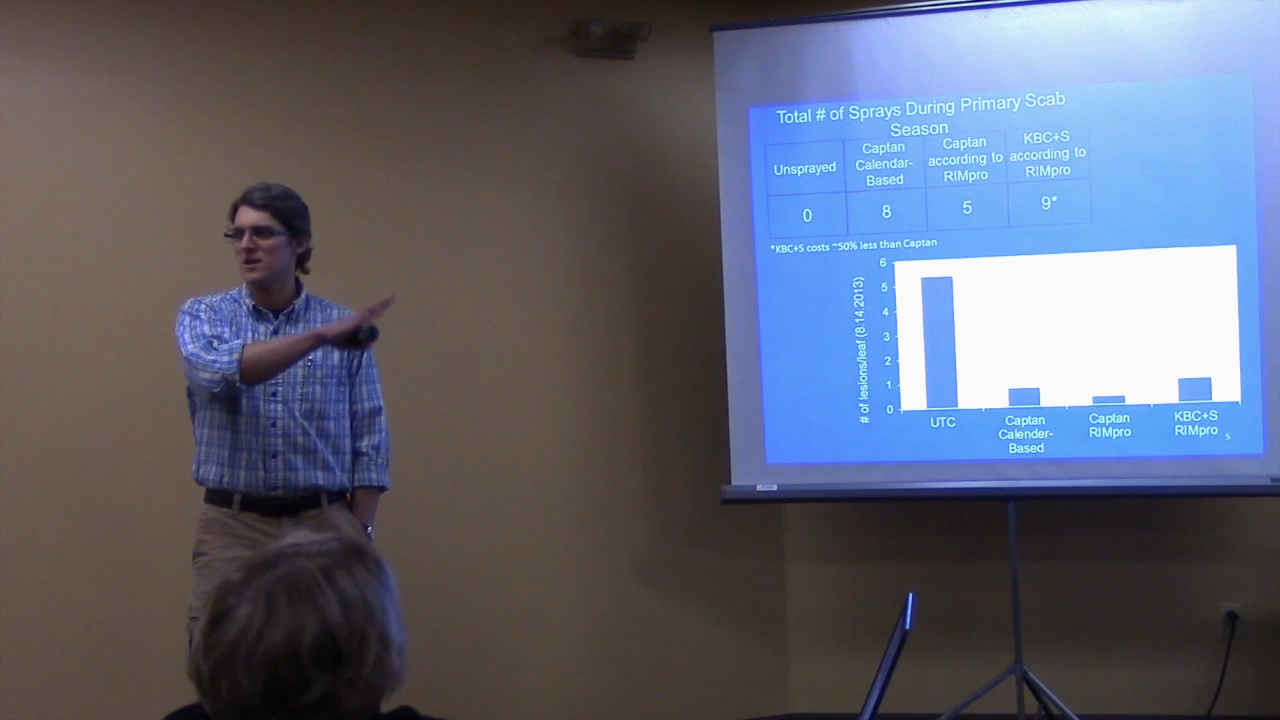 Total # of Sprays During Primary Scab
Season
Unsprayed
Captan
Calendar-
Based
Captan
according to
RIMpro
KBC+S
according to
RIMpro
0
8
5
9*
*KBC+S costs ~50% less than Captan
# of lesions/leaf (8.14.2013)
6
5
4
3
2
1
0
UTC
Captan
Calender-
Based
Captan
RIMpro
KBC+S
RIMpro
5